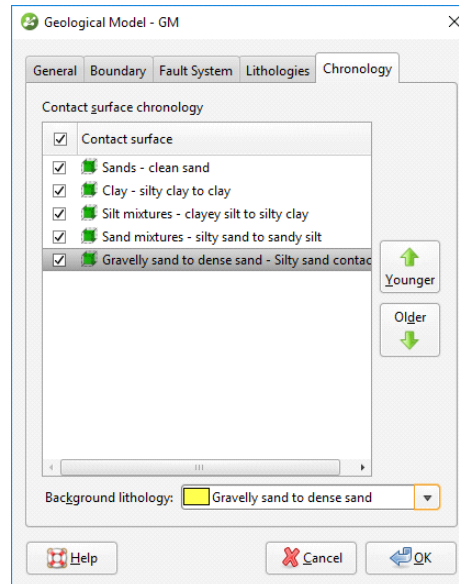 Geological Model - GM
General Boundary Fault System Lithologies Chronology
Contact surface chronology
Contact surface
Sands - clean sand
Clay - silty clay to clay
Silt mixtures - clayey silt to silty clay
Sand mixtures - silty sand to sandy silt
Gravelly sand to dense sand - Silty sand contac
Younger
Older
Background lithology: Gravelly sand to dense sand
Help Cancel OK